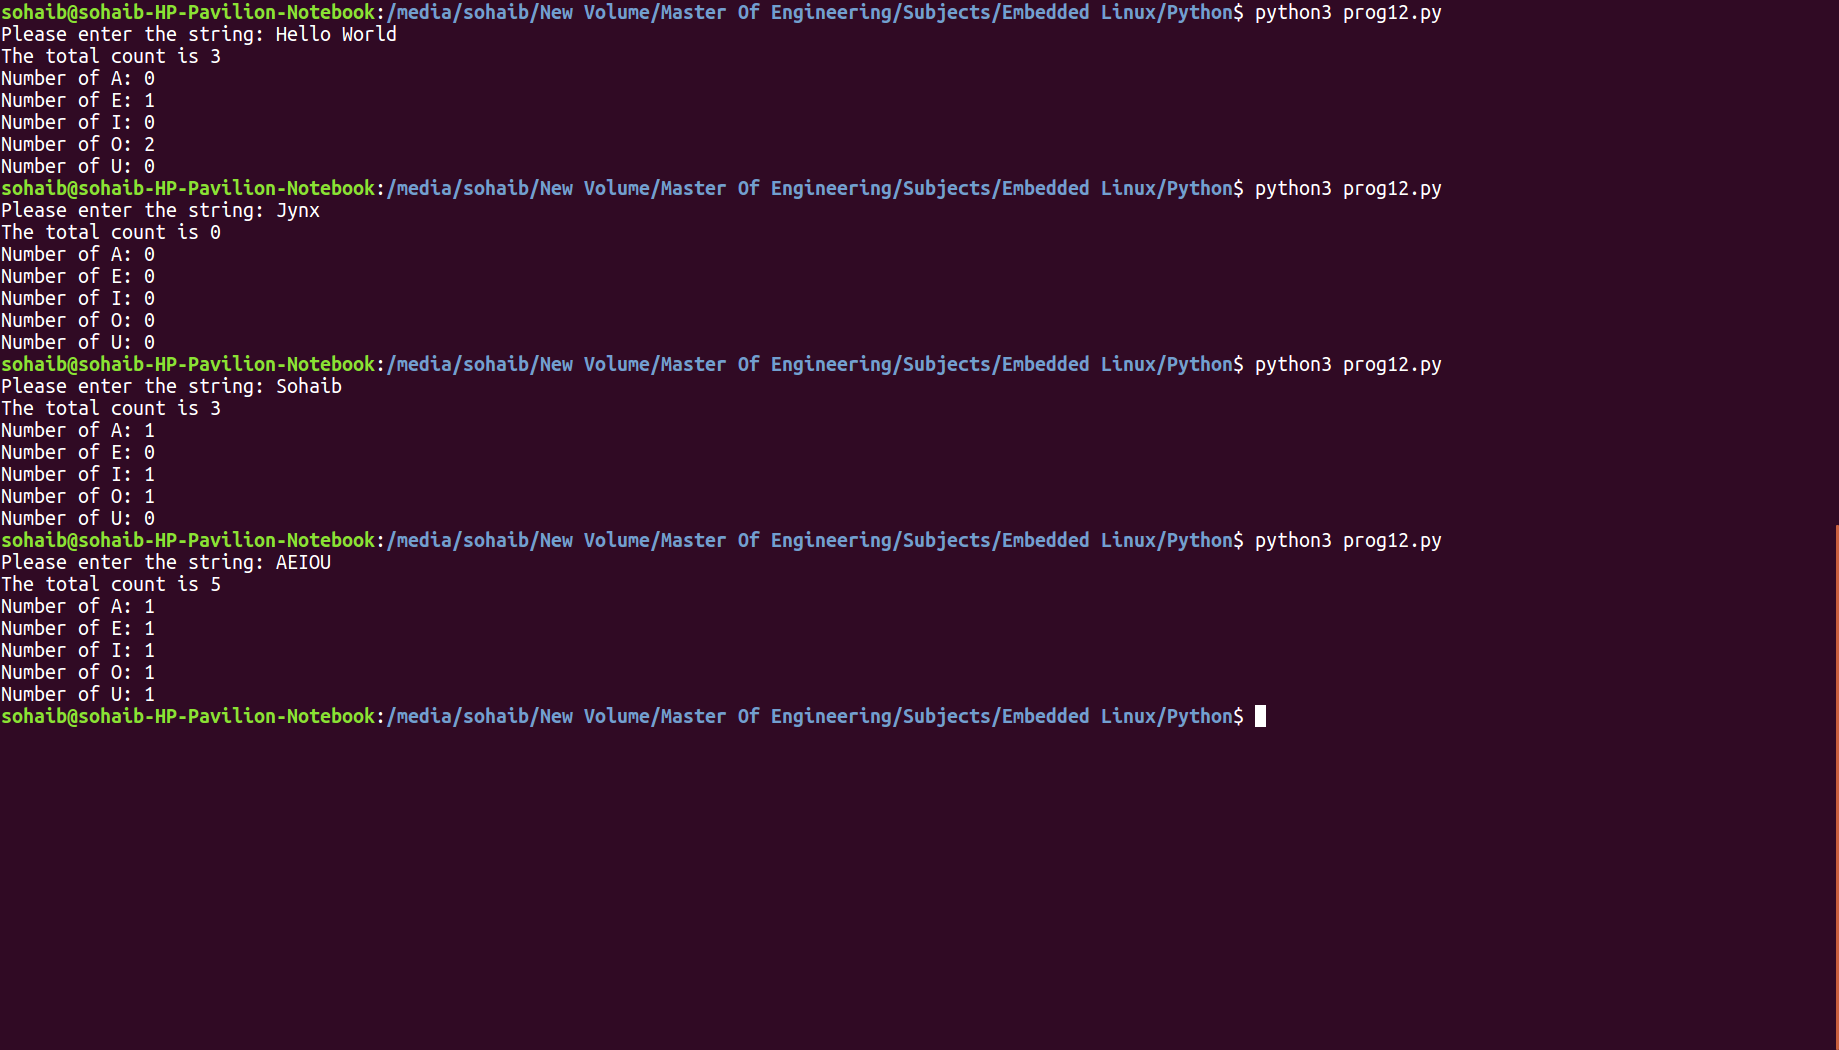 sohaib@sohaib-HP-Pavilion-Notebook:/media/sohaib/New Volume/Master Of Engineering/Subjects/Embedded Linux/Python$ python3 prog12.py
Please enter the string: Hello World
The total count is 3
Number of A: 0
Number of E: 1
Number of I: 0
Number of O: 2
Number of U: 0
sohaib@sohaib-HP-Pavilion-Notebook:/media/sohaib/New Volume/Master Of Engineering/Subjects/Embedded Linux/Python$ python3 prog12.py
Please enter the string: Jynx
The total count is 0
Number of A: 0
Number of E: 0
Number of I: 0
Number of O: 0
Number of U: 0
sohaib@sohaib-HP-Pavilion-Notebook:/media/sohaib/New Volume/Master Of Engineering/Subjects/Embedded Linux/Python$ python3 prog12.py
Please enter the string: Sohaib
The total count is 3
Number of A: 1
Number of E: 0
Number of I: 1
Number of O: 1
Number of U: 0
sohaib@sohaib-HP-Pavilion-Notebook:/media/sohaib/New Volume/Master Of Engineering/Subjects/Embedded Linux/Python$ python3 prog12.py
Please enter the string: AEIOU
The total count is 5
Number of A: 1
Number of E: 1
Number of I: 1
Number of O: 1
Number of U: 1
sohaib@sohaib-HP-Pavilion-Notebook:/media/sohaib/New Volume/Master Of Engineering/Subjects/Embedded Linux/Python$